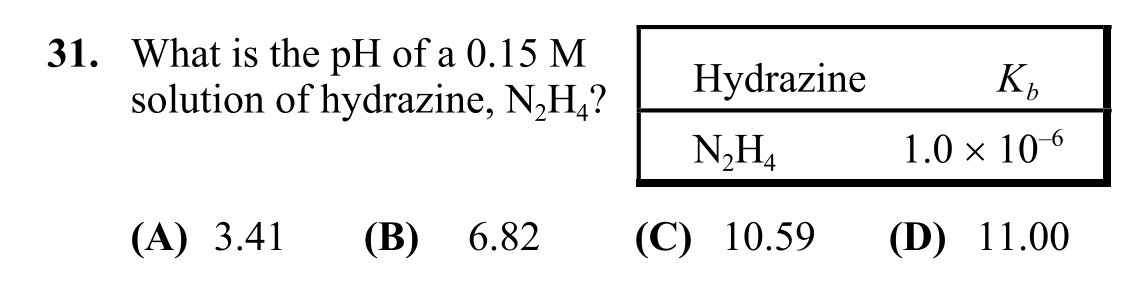 31. What is the pH of a 0.15 M
solution of hydrazine, N₂H₄?
Hydrazine K_b
N₂H₄ 1.0 × 10⁻⁶
(A) 3.41 (B) 6.82 (C) 10.59 (D) 11.00